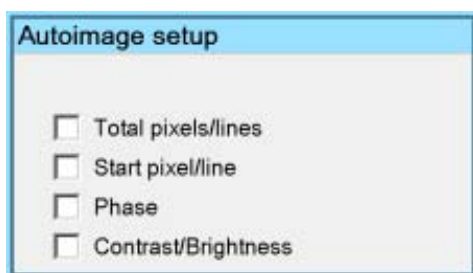 Autoimage setup
Total pixels/lines
Start pixel/line
Phase
Contrast/Brightness